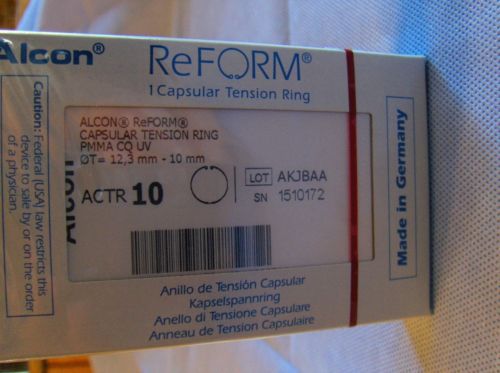 Alcon®
ReFORM®
1 Capsular Tension Ring
Caution: Federal (USA) law restricts this
device to sale by or on the order
of a physician.
ALCON® ReFORM®
CAPSULAR TENSION RING
PMMA CQ UV
ØT= 12,3 mm - 10 mm
ACTR 10
LOT AKJBAA
SN 1510172
Alcon
Made in Germany
Anillo de Tensión Capsular
Kapselspannring
Anello di Tensione Capsulare
Anneau de Tension Capsulaire